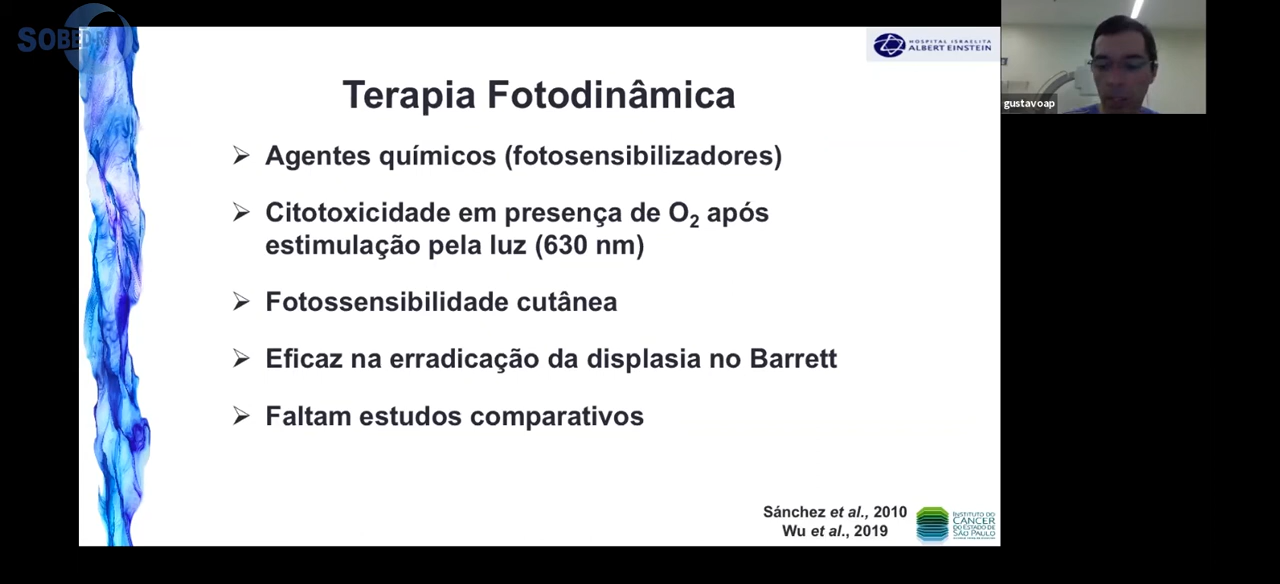 SOBED-RJ
HOSPITAL ISRAELITA
ALBERT EINSTEIN
gustavoap
Terapia Fotodinâmica
➢ Agentes químicos (fotosensibilizadores)
➢ Citotoxicidade em presença de O₂ após
estimulação pela luz (630 nm)
➢ Fotossensibilidade cutânea
➢ Eficaz na erradicação da displasia no Barrett
➢ Faltam estudos comparativos
Sánchez et al., 2010
Wu et al., 2019
INSTITUTO DO
CÂNCER
DO ESTADO DE
SÃO PAULO